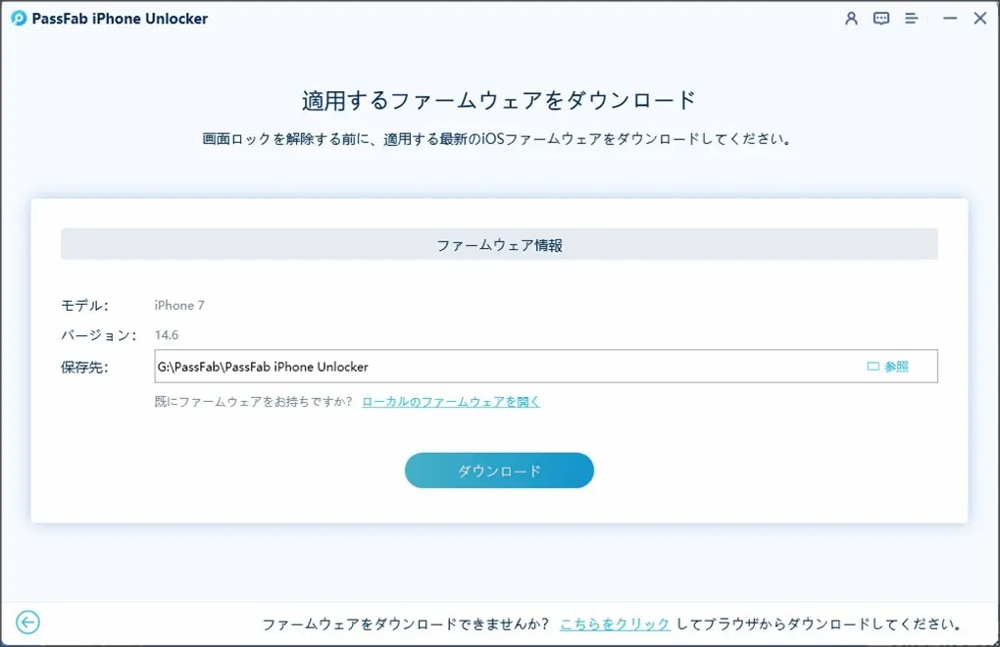 PassFab iPhone Unlocker
適用するファームウェアをダウンロード
画面ロックを解除する前に、適用する最新のiOSファームウェアをダウンロードしてください。
ファームウェア情報
モデル: iPhone 7
バージョン: 14.6
保存先: G:\PassFab\PassFab iPhone Unlocker 参照
既にファームウェアをお持ちですか? ローカルのファームウェアを開く
ダウンロード
ファームウェアをダウンロードできませんか? こちらをクリック してブラウザからダウンロードしてください。